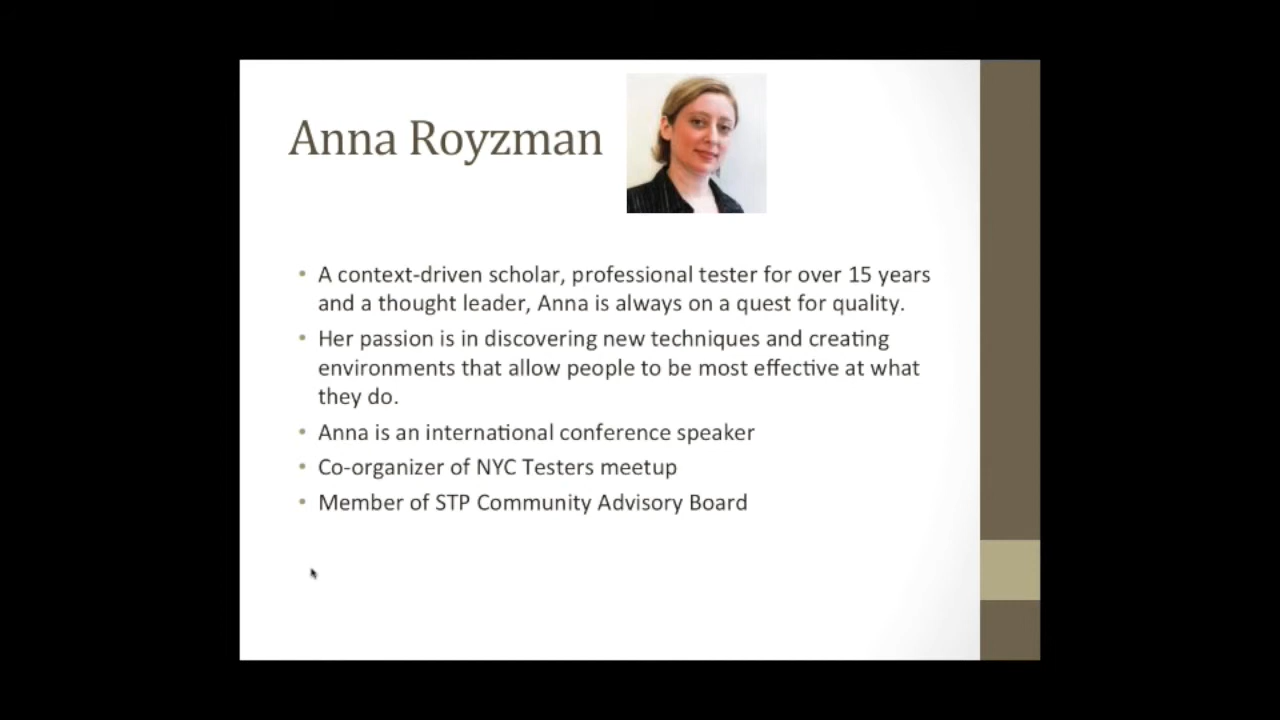 Anna Royzman
• A context-driven scholar, professional tester for over 15 years
and a thought leader, Anna is always on a quest for quality.
• Her passion is in discovering new techniques and creating
environments that allow people to be most effective at what
they do.
• Anna is an international conference speaker
• Co-organizer of NYC Testers meetup
• Member of STP Community Advisory Board